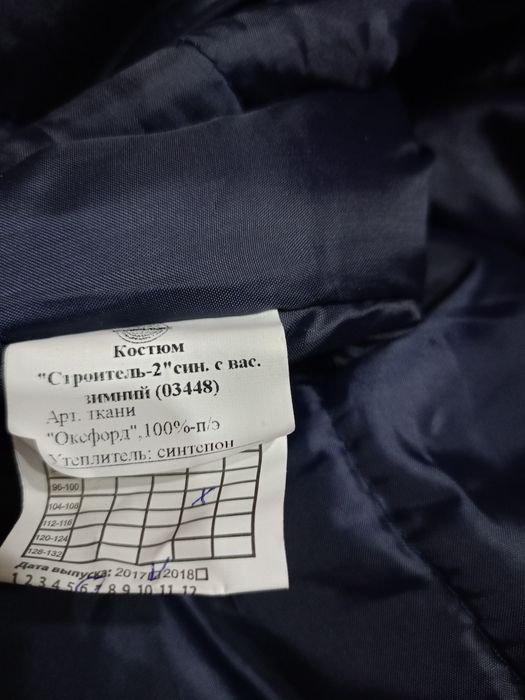 Костюм
"Строитель-2" син. с вас.
зимний (03448)
Арт. ткани
"Оксфорд",100%-п/э
Утеплитель: синтепон
96-100
104-108
112-116
120-124
128-132
Дата выпуска: 2017 2018
1 2 3 4 5 6 7 8 9 10 11 12